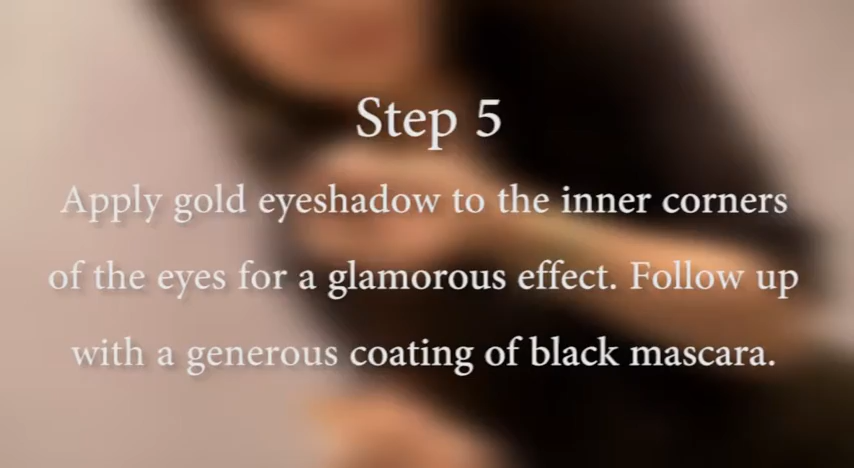 Step 5
Apply gold eyeshadow to the inner corners
of the eyes for a glamorous effect. Follow up
with a generous coating of black mascara.